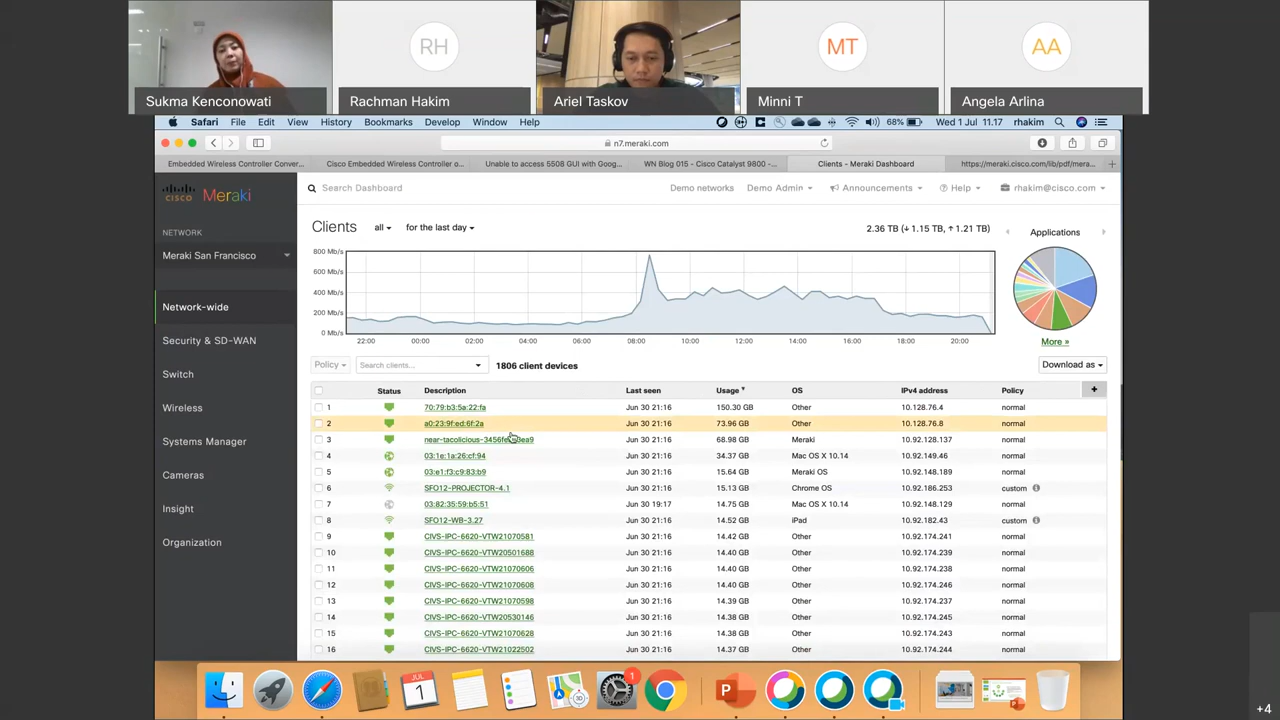 RH
MT
AA
Sukma Kenconowati
Rachman Hakim
Ariel Taskov
Minni T
Angela Arlina
Safari File Edit View History Bookmarks Develop Window Help 68% Wed 1 Jul 11.17 rhakim
n7.meraki.com
Embedded Wireless Controller Conver...
Cisco Embedded Wireless Controller o...
Unable to access 5508 GUI with Goog...
WN Blog 015 – Cisco Catalyst 9800 –...
Clients - Meraki Dashboard
https://meraki.cisco.com/lib/pdf/mera...
CISCO Meraki
Search Dashboard
Demo networks Demo Admin Announcements Help rhakim@cisco.com
NETWORK
Meraki San Francisco
Network-wide
Security & SD-WAN
Switch
Wireless
Systems Manager
Cameras
Insight
Organization
Clients all for the last day
2.36 TB (↓ 1.15 TB, ↑ 1.21 TB)
Applications
800 Mb/s
600 Mb/s
400 Mb/s
200 Mb/s
0 Mb/s
22:00 00:00 02:00 04:00 06:00 08:00 10:00 12:00 14:00 16:00 18:00 20:00
More »
Policy Search clients... 1806 client devices Download as
Status Description Last seen Usage OS IPv4 address Policy +
1 70:79:b3:5a:22:fa Jun 30 21:16 150.30 GB Other 10.128.76.4 normal
2 a0:23:9f:ed:6f:2a Jun 30 21:16 73.96 GB Other 10.128.76.8 normal
3 Jun 30 21:16 68.98 GB Meraki 10.92.128.137 normal
4 03:1e:1a:26:cf:94 Jun 30 21:16 34.37 GB Mac OS X 10.14 10.92.149.46 normal
5 03:e1:f3:c9:83:b9 Jun 30 21:16 15.64 GB Meraki OS 10.92.148.189 normal
6 SFO12-PROJECTOR-4.1 Jun 30 21:16 15.13 GB Chrome OS 10.92.186.253 custom
7 03:82:35:59:b5:51 Jun 30 19:17 14.75 GB Mac OS X 10.14 10.92.148.129 normal
8 SFO12-WB-3.27 Jun 30 21:16 14.52 GB iPad 10.92.182.43 custom
9 CIVS-IPC-6620-VTW21070581 Jun 30 21:16 14.42 GB Other 10.92.174.241 normal
10 CIVS-IPC-6620-VTW20501688 Jun 30 21:16 14.40 GB Other 10.92.174.239 normal
11 CIVS-IPC-6620-VTW21070606 Jun 30 21:16 14.40 GB Other 10.92.174.238 normal
12 CIVS-IPC-6620-VTW21070608 Jun 30 21:16 14.40 GB Other 10.92.174.246 normal
13 CIVS-IPC-6620-VTW21070598 Jun 30 21:16 14.39 GB Other 10.92.174.237 normal
14 CIVS-IPC-6620-VTW20530146 Jun 30 21:16 14.38 GB Other 10.92.174.245 normal
15 CIVS-IPC-6620-VTW21070628 Jun 30 21:16 14.38 GB Other 10.92.174.243 normal
16 CIVS-IPC-6620-VTW21022502 Jun 30 21:16 14.38 GB Other 10.92.174.244 normal
JUL
1
1
+4